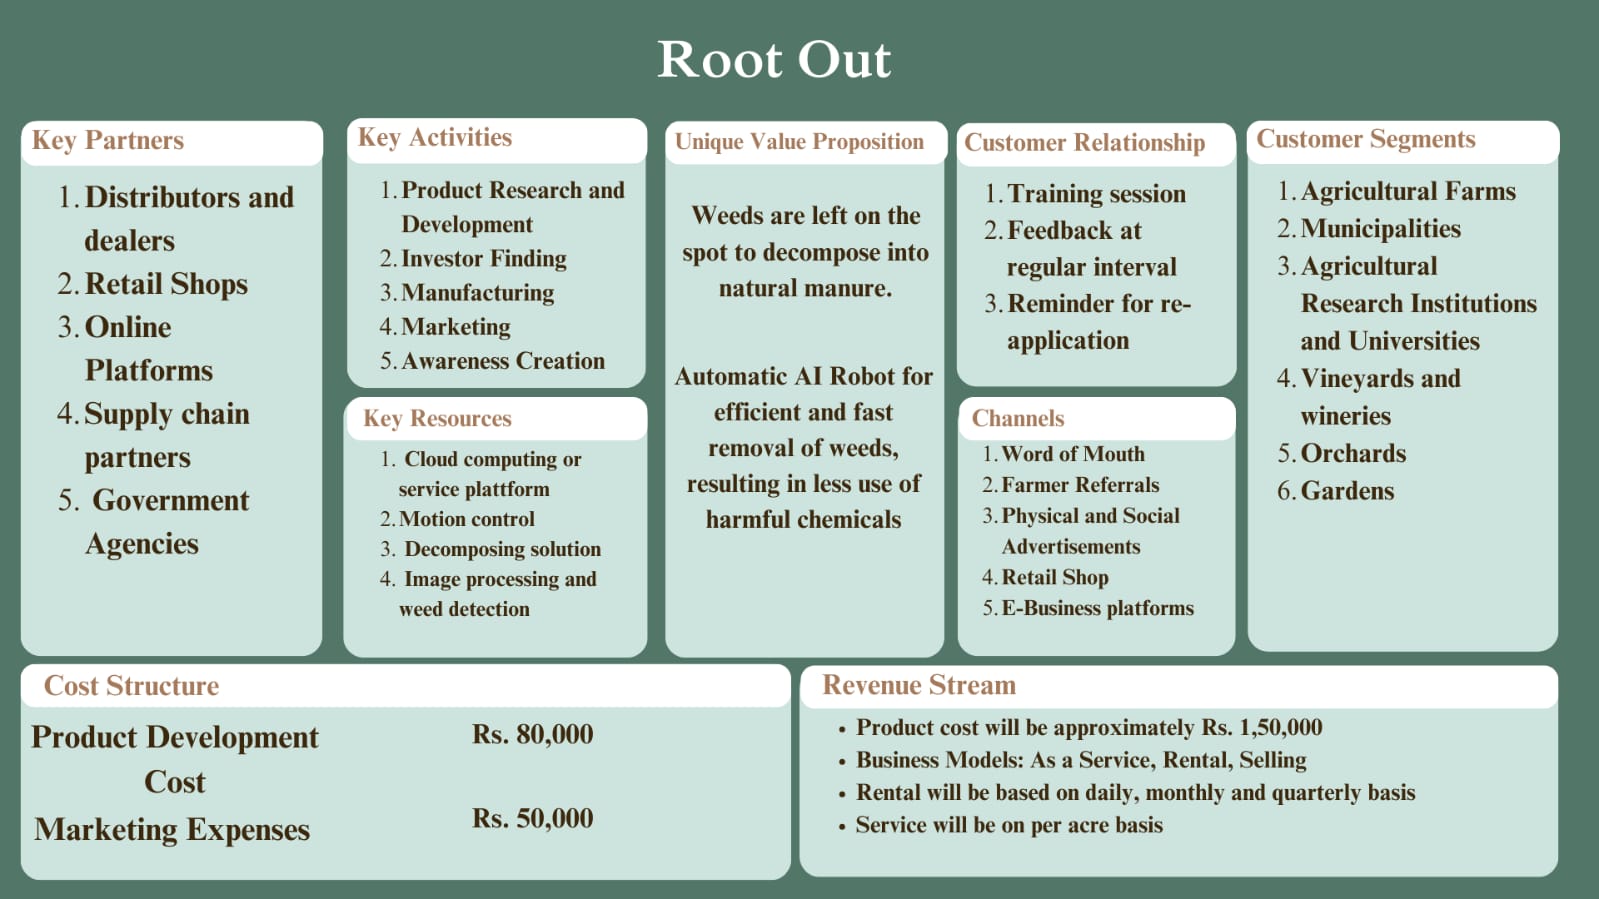 Root Out
Key Partners
1. Distributors and
dealers
2. Retail Shops
3. Online
Platforms
4. Supply chain
partners
5. Government
Agencies
Key Activities
1. Product Research and
Development
2. Investor Finding
3. Manufacturing
4. Marketing
5. Awareness Creation
Key Resources
1. Cloud computing or
service plattform
2. Motion control
3. Decomposing solution
4. Image processing and
weed detection
Unique Value Proposition
Weeds are left on the
spot to decompose into
natural manure.
Automatic AI Robot for
efficient and fast
removal of weeds,
resulting in less use of
harmful chemicals
Customer Relationship
1. Training session
2. Feedback at
regular interval
3. Reminder for re-
application
Channels
1. Word of Mouth
2. Farmer Referrals
3. Physical and Social
Advertisements
4. Retail Shop
5. E-Business platforms
Customer Segments
1. Agricultural Farms
2. Municipalities
3. Agricultural
Research Institutions
and Universities
4. Vineyards and
wineries
5. Orchards
6. Gardens
Cost Structure
Product Development Rs. 80,000
Cost
Marketing Expenses Rs. 50,000
Revenue Stream
• Product cost will be approximately Rs. 1,50,000
• Business Models: As a Service, Rental, Selling
• Rental will be based on daily, monthly and quarterly basis
• Service will be on per acre basis